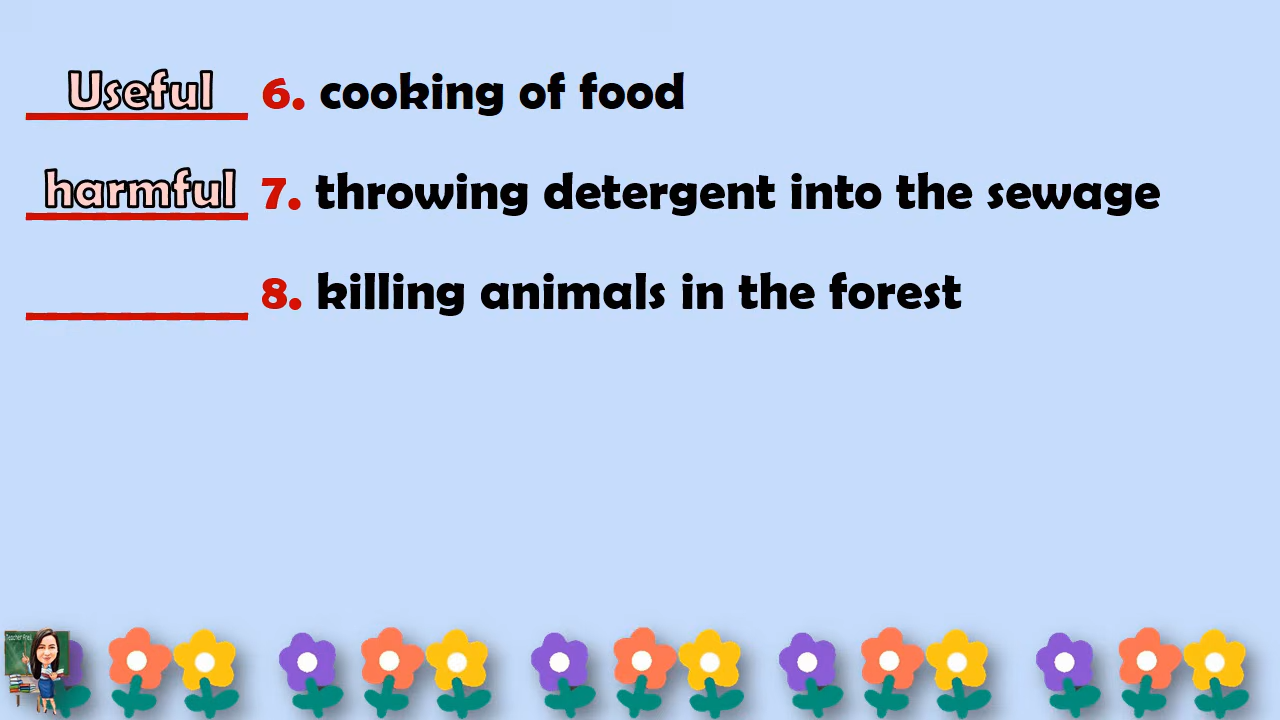 Useful 6. cooking of food
harmful 7. throwing detergent into the sewage
8. killing animals in the forest